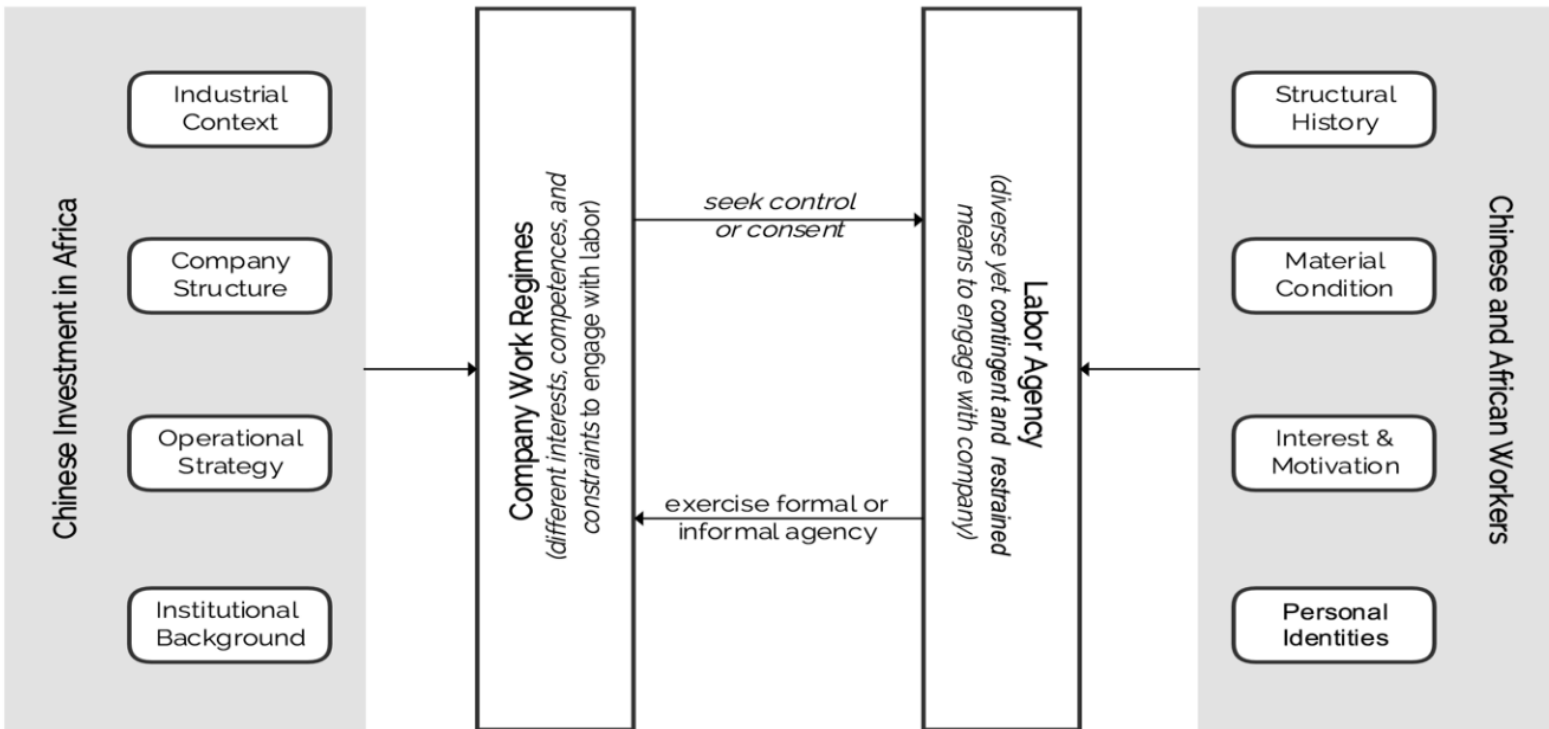 Chinese Investment in Africa
Industrial
Context
Company
Structure
Operational
Strategy
Institutional
Background
Company Work Regimes
(different interests, competences, and
constraints to engage with labor)
seek control
or consent
exercise formal or
informal agency
Labor Agency
(diverse yet contingent and restrained
means to engage with company)
Structural
History
Material
Condition
Interest &
Motivation
Personal
Identities
Chinese and African Workers